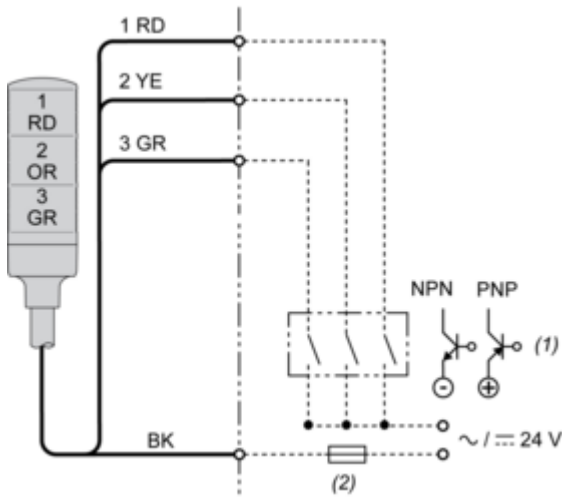 1 RD
2 YE
3 GR
1
RD
2
OR
3
GR
NPN PNP
(1)
BK
~ / ⎓ 24 V
(2)